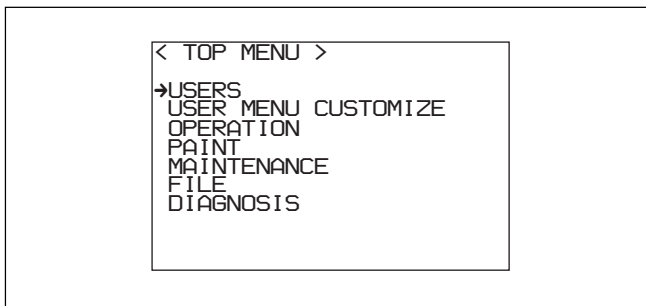 < TOP MENU >
→USERS
USER MENU CUSTOMIZE
OPERATION
PAINT
MAINTENANCE
FILE
DIAGNOSIS